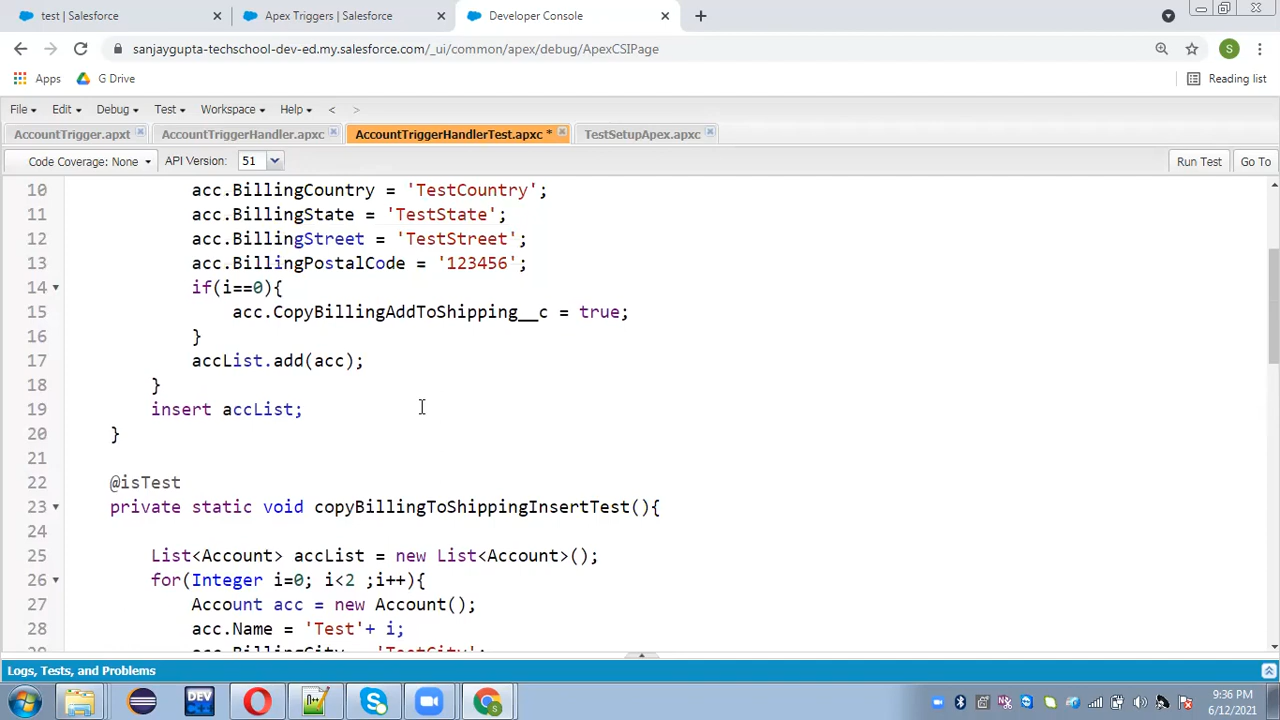 test | Salesforce
Apex Triggers | Salesforce
Developer Console
sanjaygupta-techschool-dev-ed.my.salesforce.com/_ui/common/apex/debug/ApexCSIPage
S
Apps
G Drive
Reading list
File Edit Debug Test Workspace Help < >
AccountTrigger.apxt
AccountTriggerHandler.apxc
AccountTriggerHandlerTest.apxc *
TestSetupApex.apxc
Code Coverage: None
API Version: 51
Run Test
Go To
10 acc.BillingCountry = 'TestCountry';
11 acc.BillingState = 'TestState';
12 acc.BillingStreet = 'TestStreet';
13 acc.BillingPostalCode = '123456';
14 if(i==0){
15 acc.CopyBillingAddToShipping__c = true;
16 }
17 accList.add(acc);
18 }
19 insert accList;
20 }
21
22 @isTest
23 private static void copyBillingToShippingInsertTest(){
24
25 List<Account> accList = new List<Account>();
26 for(Integer i=0; i<2 ;i++){
27 Account acc = new Account();
28 acc.Name = 'Test'+ i;
29 acc.BillingCity = 'TestCity';
Logs, Tests, and Problems
DEV
9:36 PM
6/12/2021